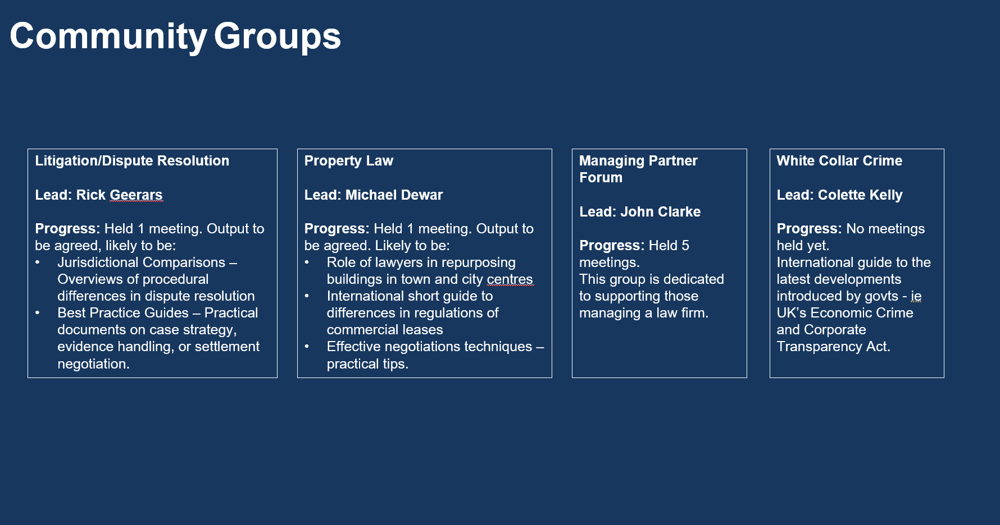 Community Groups
Litigation/Dispute Resolution
Lead: Rick Geerars
Progress: Held 1 meeting. Output to
be agreed, likely to be:
• Jurisdictional Comparisons –
Overviews of procedural
differences in dispute resolution
• Best Practice Guides – Practical
documents on case strategy,
evidence handling, or settlement
negotiation.
Property Law
Lead: Michael Dewar
Progress: Held 1 meeting. Output to
be agreed. Likely to be:
• Role of lawyers in repurposing
buildings in town and city centres
• International short guide to
differences in regulations of
commercial leases
• Effective negotiations techniques –
practical tips.
Managing Partner
Forum
Lead: John Clarke
Progress: Held 5
meetings.
This group is dedicated
to supporting those
managing a law firm.
White Collar Crime
Lead: Colette Kelly
Progress: No meetings
held yet.
International guide to the
latest developments
introduced by govts - ie
UK’s Economic Crime
and Corporate
Transparency Act.